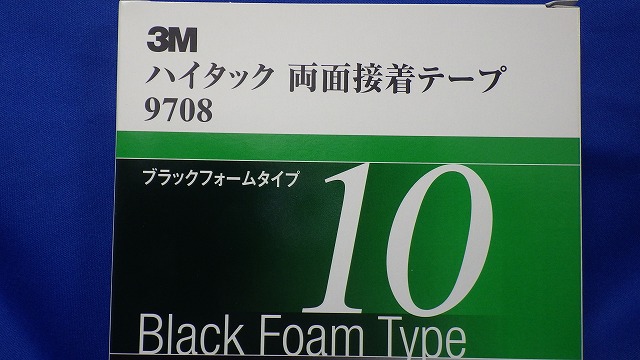 3M
ハイタック 両面接着テープ
9708
ブラックフォームタイプ
10
Black Foam Type